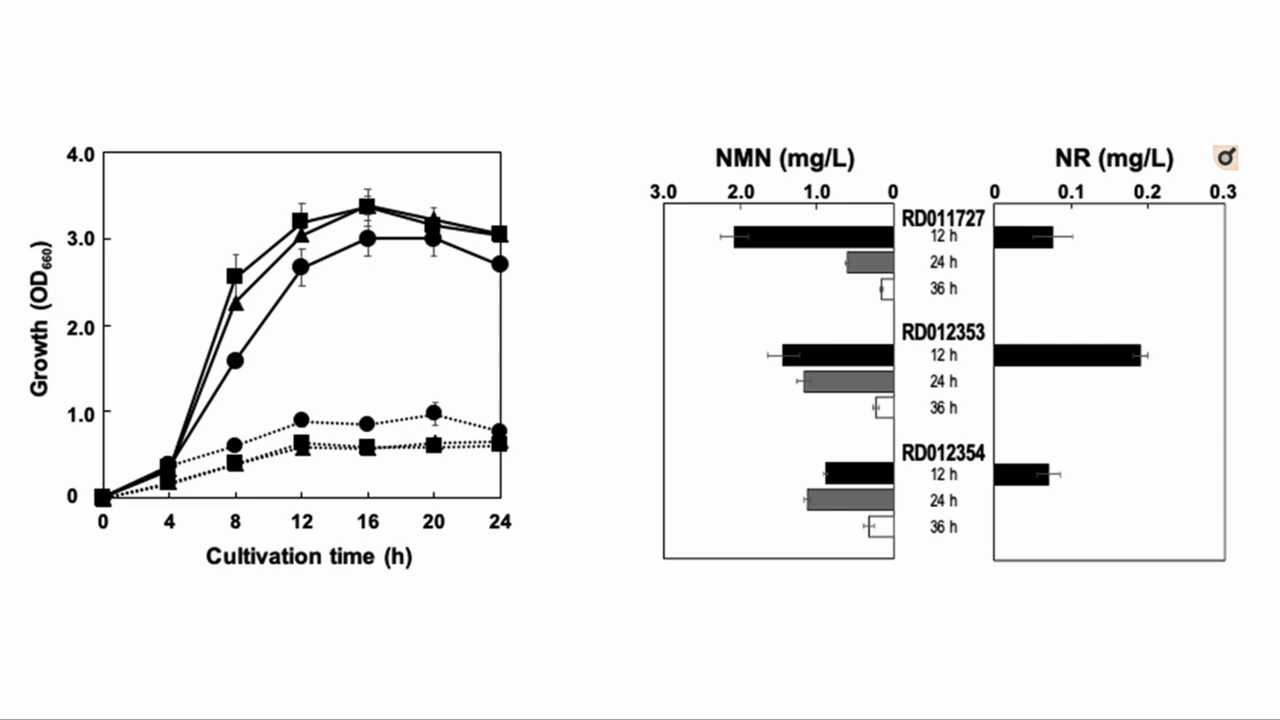 4.0
3.0
2.0
1.0
0
Growth (OD660)
0 4 8 12 16 20 24
Cultivation time (h)
NMN (mg/L)
3.0 2.0 1.0 0
NR (mg/L)
0 0.1 0.2 0.3
RD011727
12 h
24 h
36 h
RD012353
12 h
24 h
36 h
RD012354
12 h
24 h
36 h